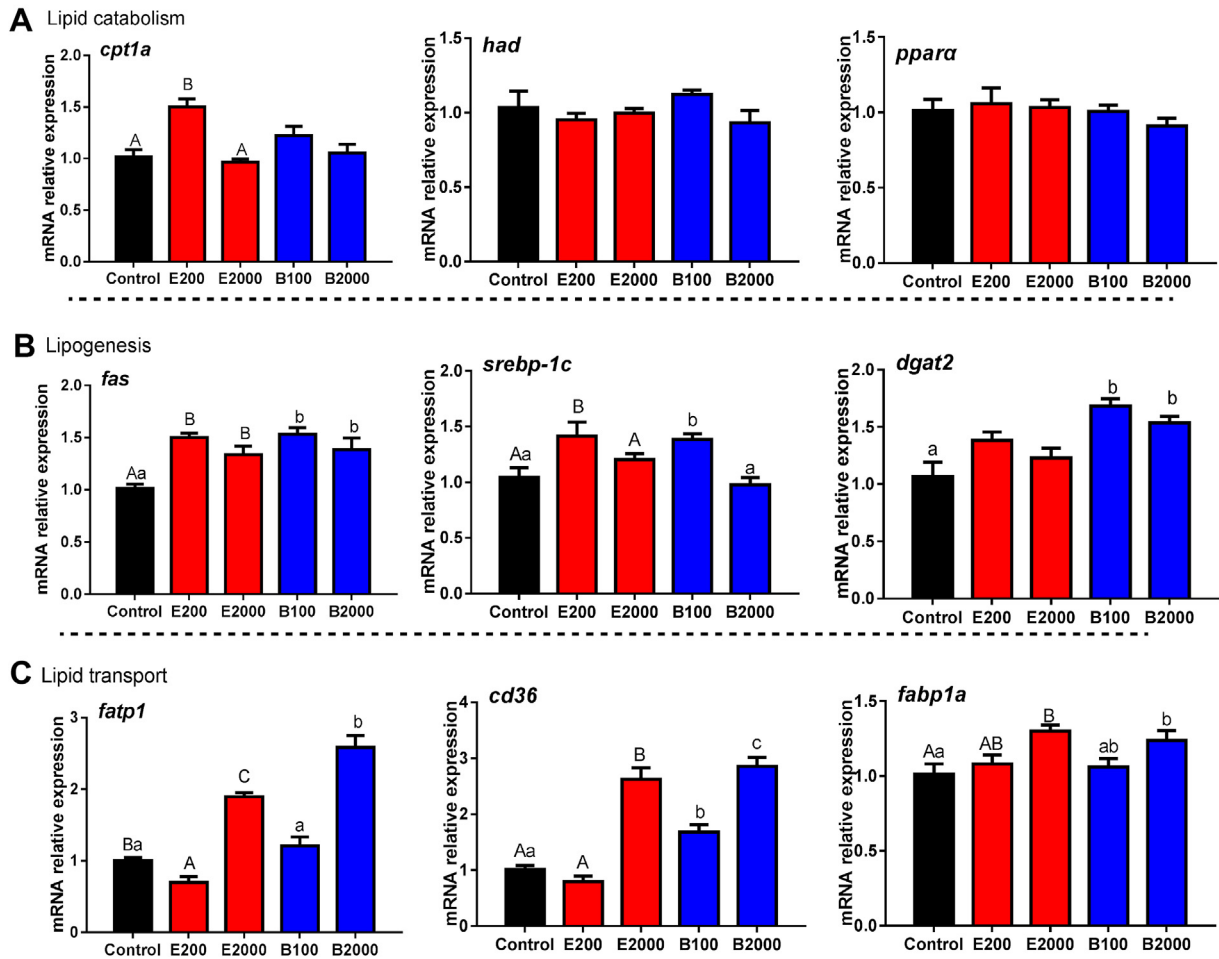 A Lipid catabolism
cpt1a
mRNA relative expression
2.0
1.5
1.0
0.5
0.0
A
B
A
Control E200 E2000 B100 B2000
had
mRNA relative expression
1.5
1.0
0.5
0.0
Control E200 E2000 B100 B2000
pparα
mRNA relative expression
1.5
1.0
0.5
0.0
Control E200 E2000 B100 B2000
B Lipogenesis
fas
mRNA relative expression
2.0
1.5
1.0
0.5
0.0
Aa
B
B
b
b
Control E200 E2000 B100 B2000
srebp-1c
mRNA relative expression
2.0
1.5
1.0
0.5
0.0
Aa
B
A
b
a
Control E200 E2000 B100 B2000
dgat2
mRNA relative expression
2.0
1.5
1.0
0.5
0.0
a
b
b
Control E200 E2000 B100 B2000
C Lipid transport
fatp1
mRNA relative expression
3
2
1
0
Ba
A
C
a
b
Control E200 E2000 B100 B2000
cd36
mRNA relative expression
4
3
2
1
0
Aa
A
B
b
c
Control E200 E2000 B100 B2000
fabp1a
mRNA relative expression
1.5
1.0
0.5
0.0
Aa
AB
B
ab
b
Control E200 E2000 B100 B2000